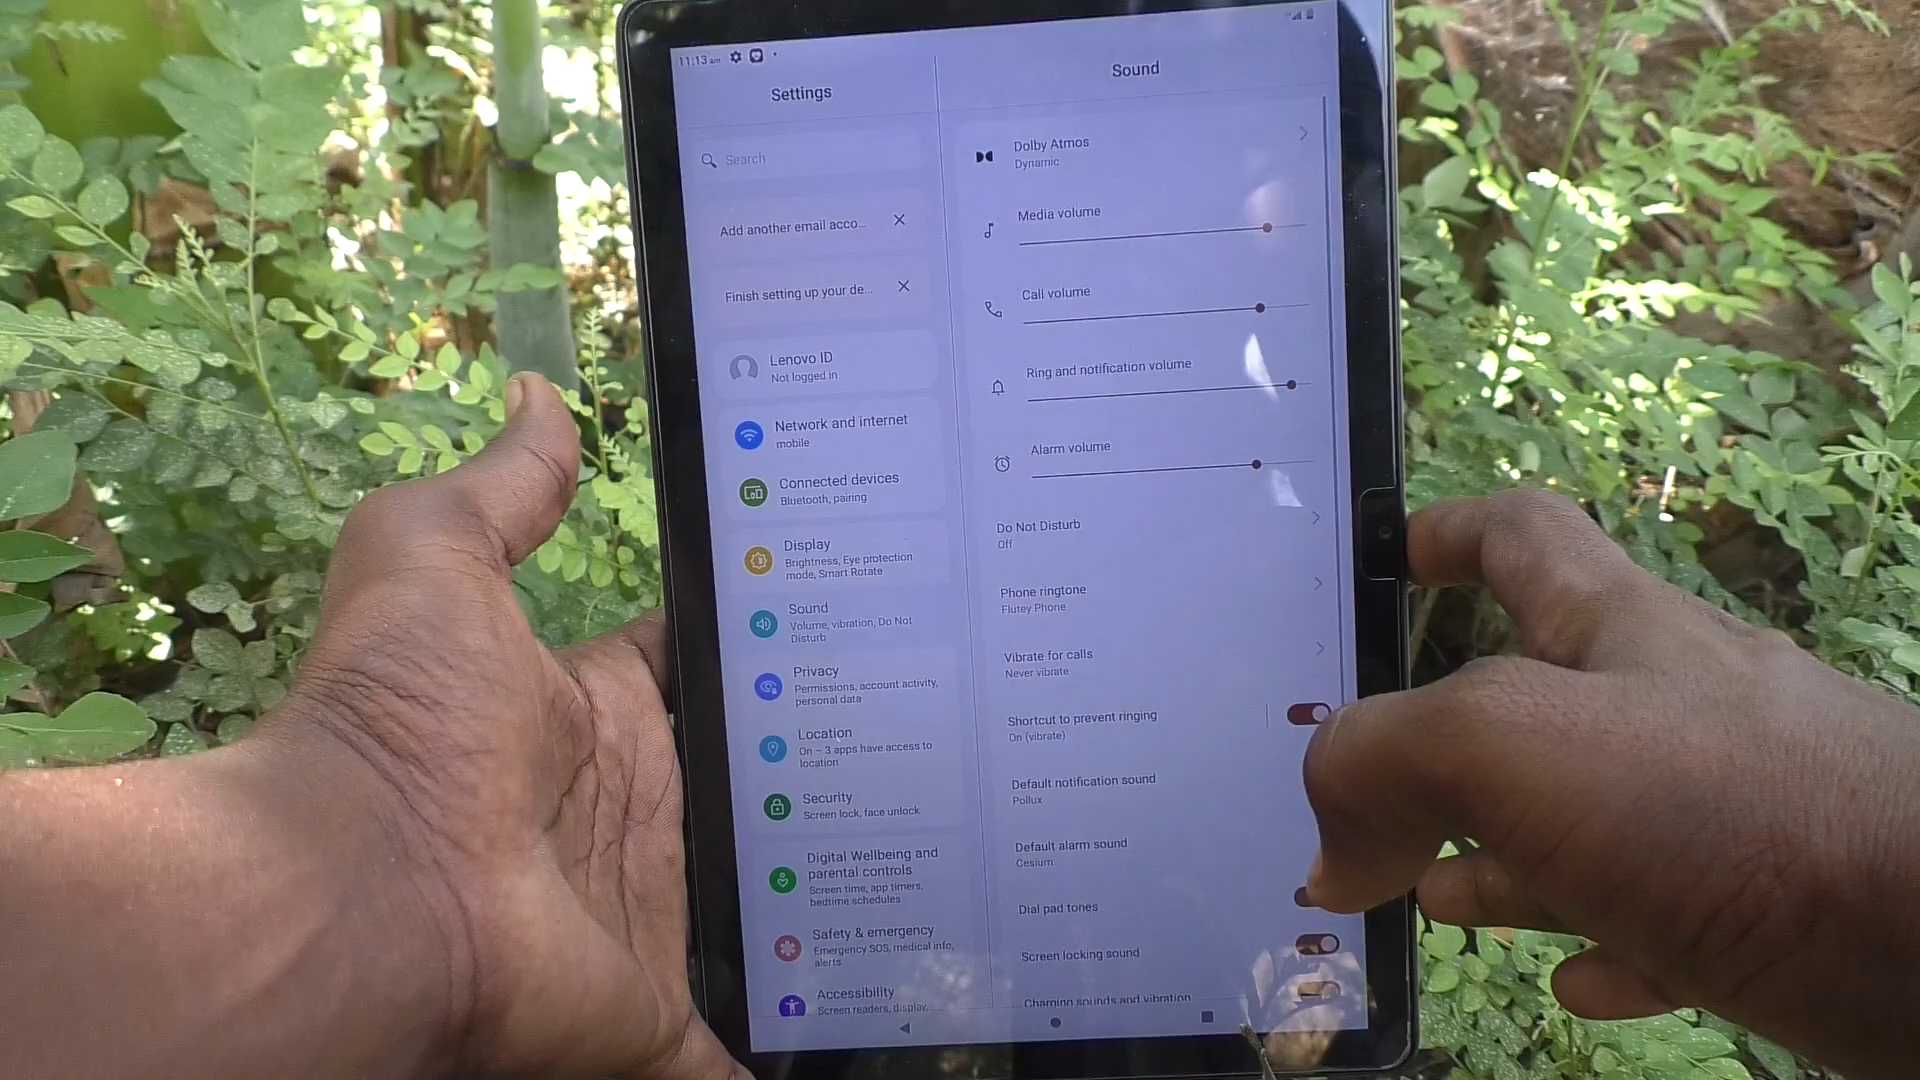 11:13 am
Settings
Search
Add another email acco...
Finish setting up your de...
Lenovo ID
Not logged in
Network and internet
mobile
Connected devices
Bluetooth, pairing
Display
Brightness, Eye protection
mode, Smart Rotate
Sound
Volume, vibration, Do Not
Disturb
Privacy
Permissions, account activity,
personal data
Location
On – 3 apps have access to
location
Security
Screen lock, face unlock
Digital Wellbeing and
parental controls
Screen time, app timers,
bedtime schedules
Safety & emergency
Emergency SOS, medical info,
alerts
Accessibility
Screen readers, display,
Sound
Dolby Atmos
Dynamic
Media volume
Call volume
Ring and notification volume
Alarm volume
Do Not Disturb
Off
Phone ringtone
Flutey Phone
Vibrate for calls
Never vibrate
Shortcut to prevent ringing
On (vibrate)
Default notification sound
Pollux
Default alarm sound
Cesium
Dial pad tones
Screen locking sound
Charging sounds and vibration